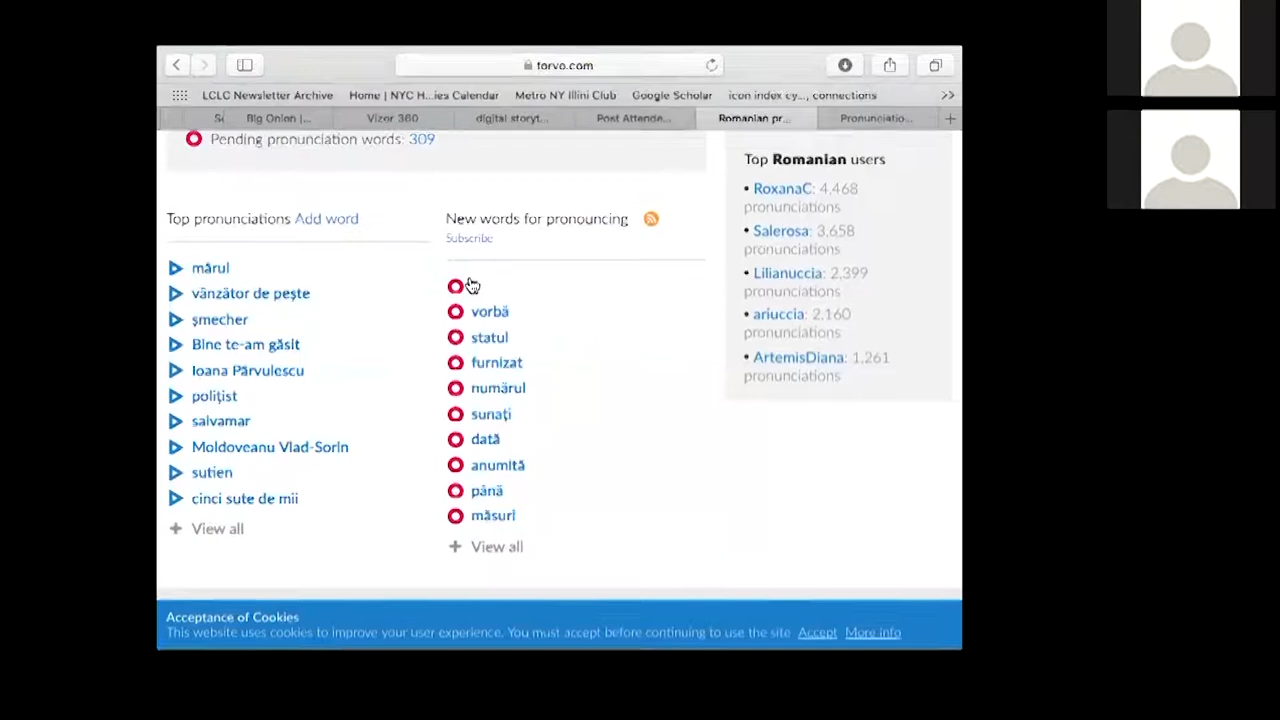 forvo.com
LCLC Newsletter Archive Home | NYC H...ies Calendar Metro NY Illini Club Google Scholar icon index cy..., connections >>
Big Onion |... Vizor 360 digital storyt... Post Attende... Romanian pr... Pronunciatio... +
Pending pronunciation words: 309
Top pronunciations Add word
mărul
vânzător de pește
șmecher
Bine te-am găsit
Ioana Pârvulescu
polițist
salvamar
Moldoveanu Vlad-Sorin
sutien
cinci sute de mii
+ View all
New words for pronouncing
Subscribe
vorbă
statul
furnizat
numărul
sunați
dată
anumită
până
măsuri
+ View all
Top Romanian users
• RoxanaC: 4,468
pronunciations
• Salerosa: 3,658
pronunciations
• Lilianuccia: 2,399
pronunciations
• ariuccia: 2,160
pronunciations
• ArtemisDiana: 1,261
pronunciations
Acceptance of Cookies
This website uses cookies to improve your user experience. You must accept before continuing to use the site Accept More info